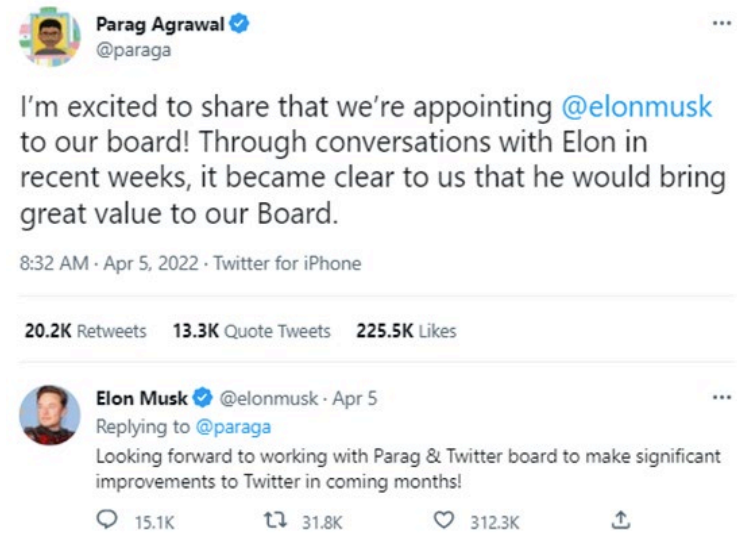 Parag Agrawal
@paraga
I’m excited to share that we’re appointing @elonmusk
to our board! Through conversations with Elon in
recent weeks, it became clear to us that he would bring
great value to our Board.
8:32 AM · Apr 5, 2022 · Twitter for iPhone
20.2K Retweets 13.3K Quote Tweets 225.5K Likes
Elon Musk @elonmusk · Apr 5
Replying to @paraga
Looking forward to working with Parag & Twitter board to make significant
improvements to Twitter in coming months!
15.1K 31.8K 312.3K